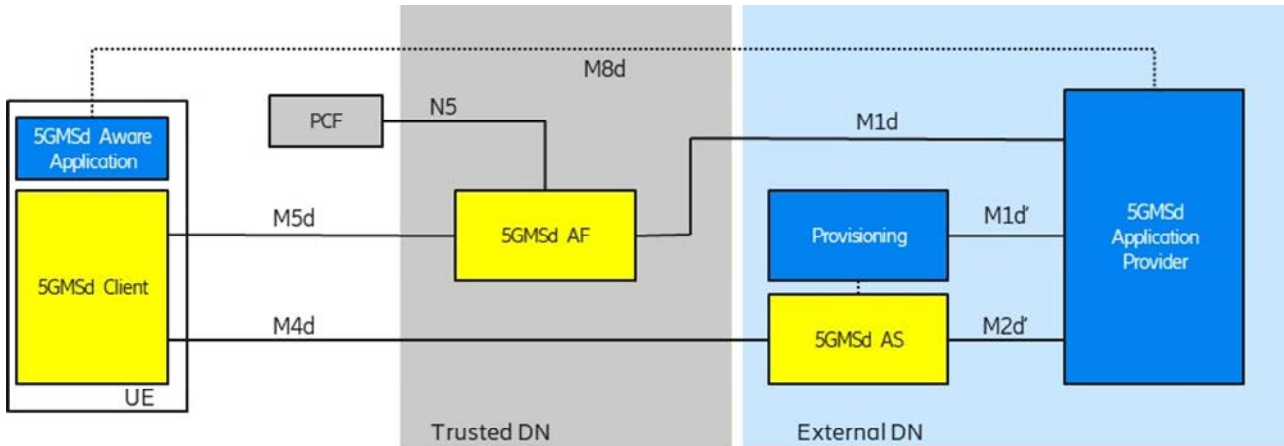 M8d
5GMSd Aware
Application
PCF
N5
M1d
M5d
5GMSd AF
Provisioning
M1d'
5GMSd
Application
Provider
5GMSd Client
M4d
5GMSd AS
M2d'
UE
Trusted DN
External DN